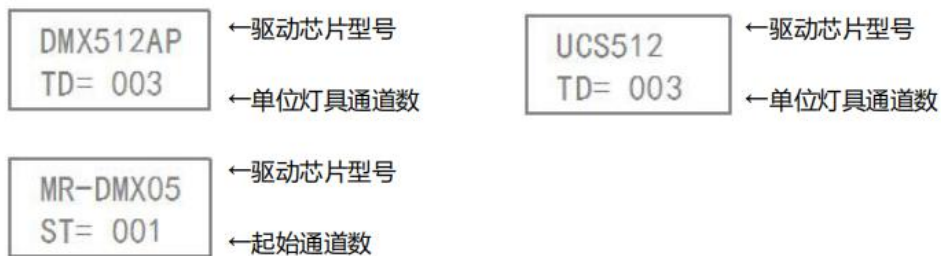 DMX512AP ←驱动芯片型号
TD= 003 ←单位灯具通道数
UCS512 ←驱动芯片型号
TD= 003 ←单位灯具通道数
MR-DMX05 ←驱动芯片型号
ST= 001 ←起始通道数